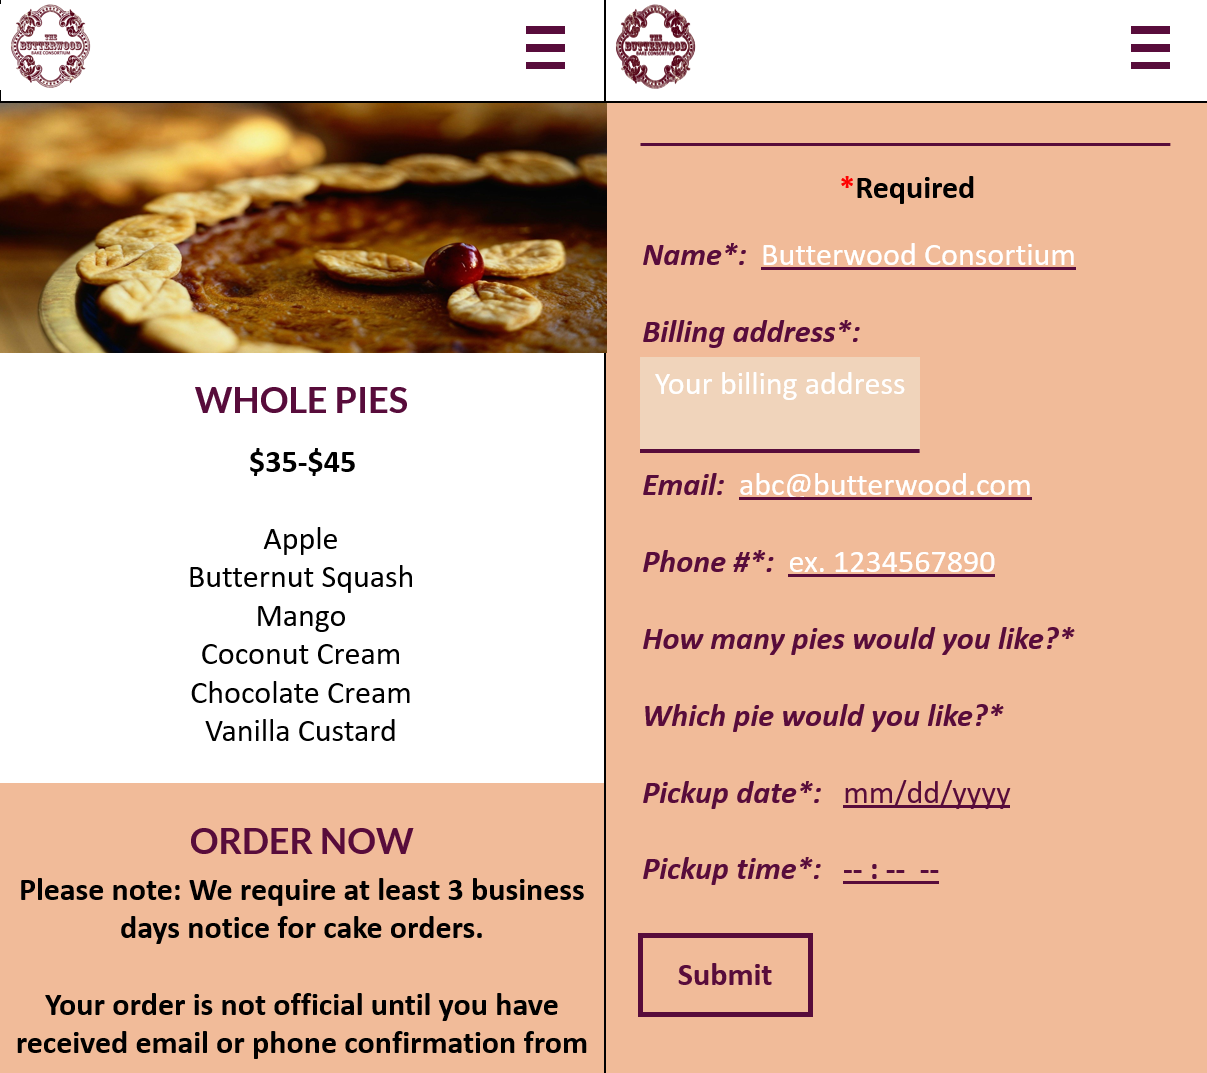 THE
BUTTERWOOD
BAKE CONSORTIUM
WHOLE PIES
$35-$45
Apple
Butternut Squash
Mango
Coconut Cream
Chocolate Cream
Vanilla Custard
ORDER NOW
Please note: We require at least 3 business
days notice for cake orders.
Your order is not official until you have
received email or phone confirmation from
THE
BUTTERWOOD
BAKE CONSORTIUM
*Required
Name*: Butterwood Consortium
Billing address*:
Your billing address
Email: abc@butterwood.com
Phone #*: ex. 1234567890
How many pies would you like?*
Which pie would you like?*
Pickup date*: mm/dd/yyyy
Pickup time*: -- : -- --
Submit